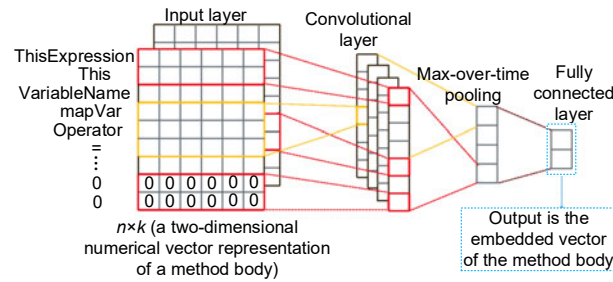 Input layer
Convolutional
layer
Max-over-time
pooling
Fully
connected
layer
ThisExpression
This
VariableName
mapVar
Operator
=
⋮
0 0 0 0 0 0 0
0 0 0 0 0 0 0
n×k (a two-dimensional
numerical vector representation
of a method body)
Output is the
embedded vector
of the method body